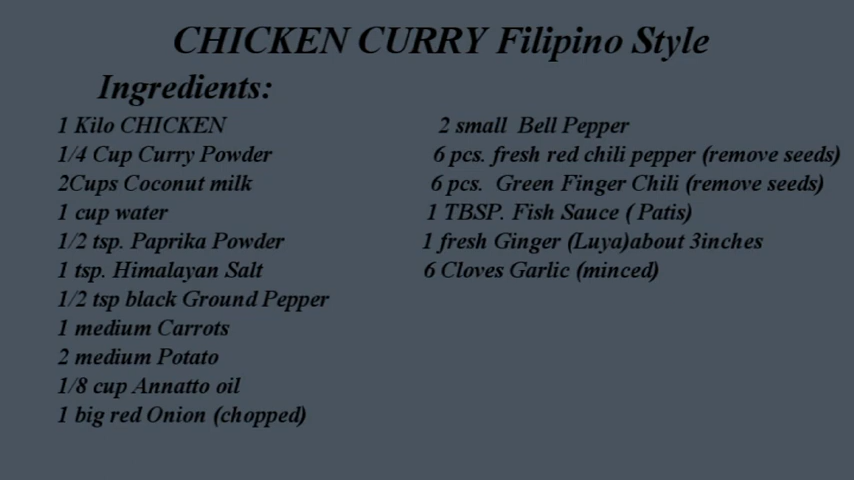 CHICKEN CURRY Filipino Style
Ingredients:
1 Kilo CHICKEN
1/4 Cup Curry Powder
2Cups Coconut milk
1 cup water
1/2 tsp. Paprika Powder
1 tsp. Himalayan Salt
1/2 tsp black Ground Pepper
1 medium Carrots
2 medium Potato
1/8 cup Annatto oil
1 big red Onion (chopped)
2 small Bell Pepper
6 pcs. fresh red chili pepper (remove seeds)
6 pcs. Green Finger Chili (remove seeds)
1 TBSP. Fish Sauce ( Patis)
1 fresh Ginger (Luya)about 3inches
6 Cloves Garlic (minced)